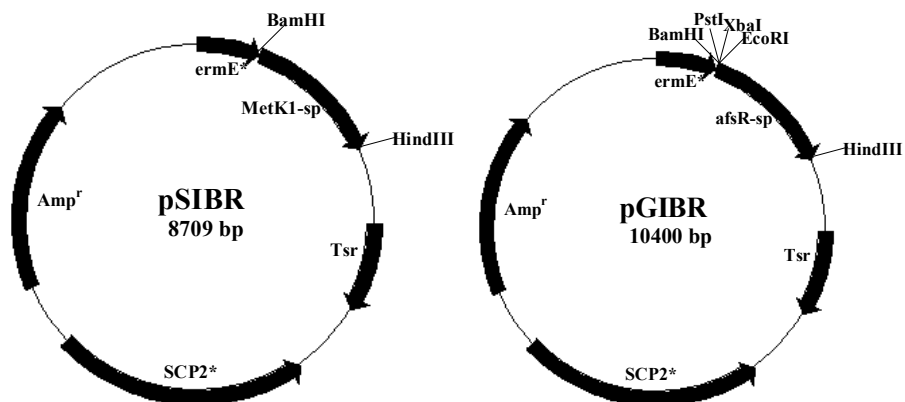 BamHI
ermE*
MetK1-sp
HindIII
Amp^r
pSIBR
8709 bp
Tsr
SCP2*
PstI
XbaI
BamHI
EcoRI
ermE*
afsR-sp
HindIII
Amp^r
pGIBR
10400 bp
Tsr
SCP2*